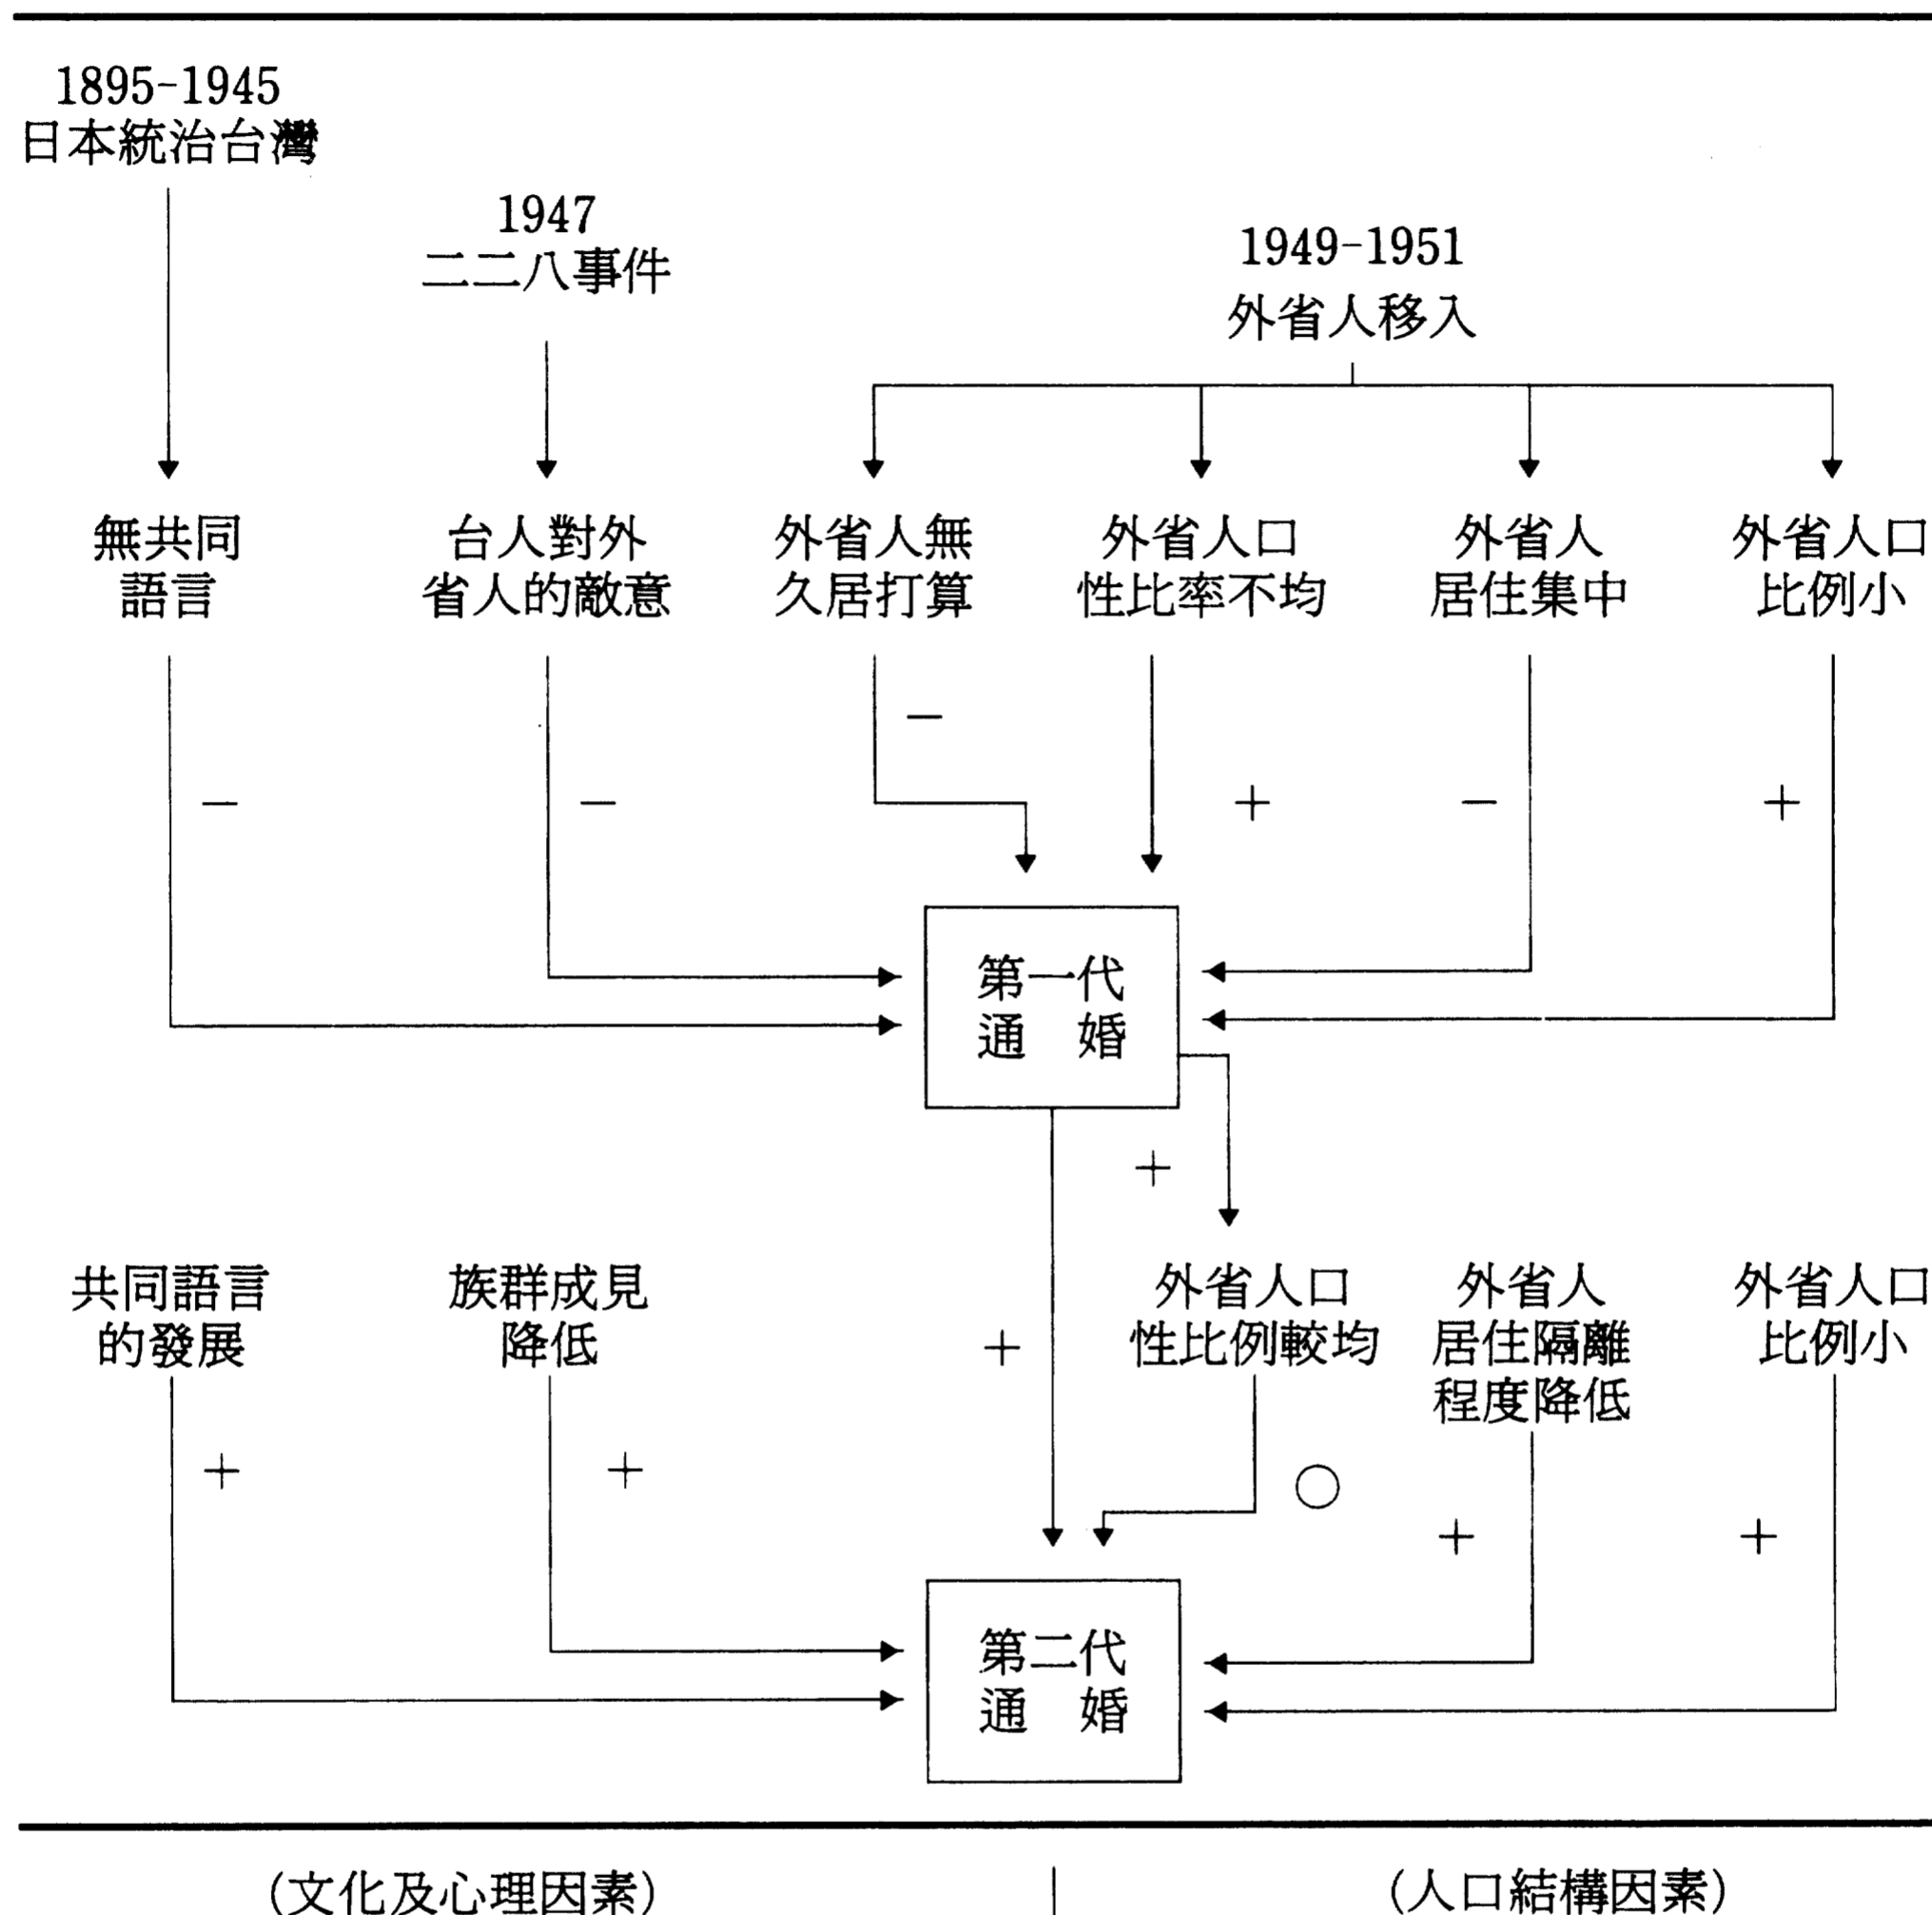 1895-1945
日本統治台灣
1947
二二八事件
1949-1951
外省人移入
無共同
語言
台人對外
省人的敵意
外省人無
久居打算
外省人口
性比率不均
外省人
居住集中
外省人口
比例小
－
－
－
＋
－
＋
第一代
通　婚
＋
共同語言
的發展
族群成見
降低
＋
外省人口
性比例較均
外省人
居住隔離
程度降低
外省人口
比例小
＋
＋
○
＋
＋
第二代
通　婚
(文化及心理因素)
(人口結構因素)